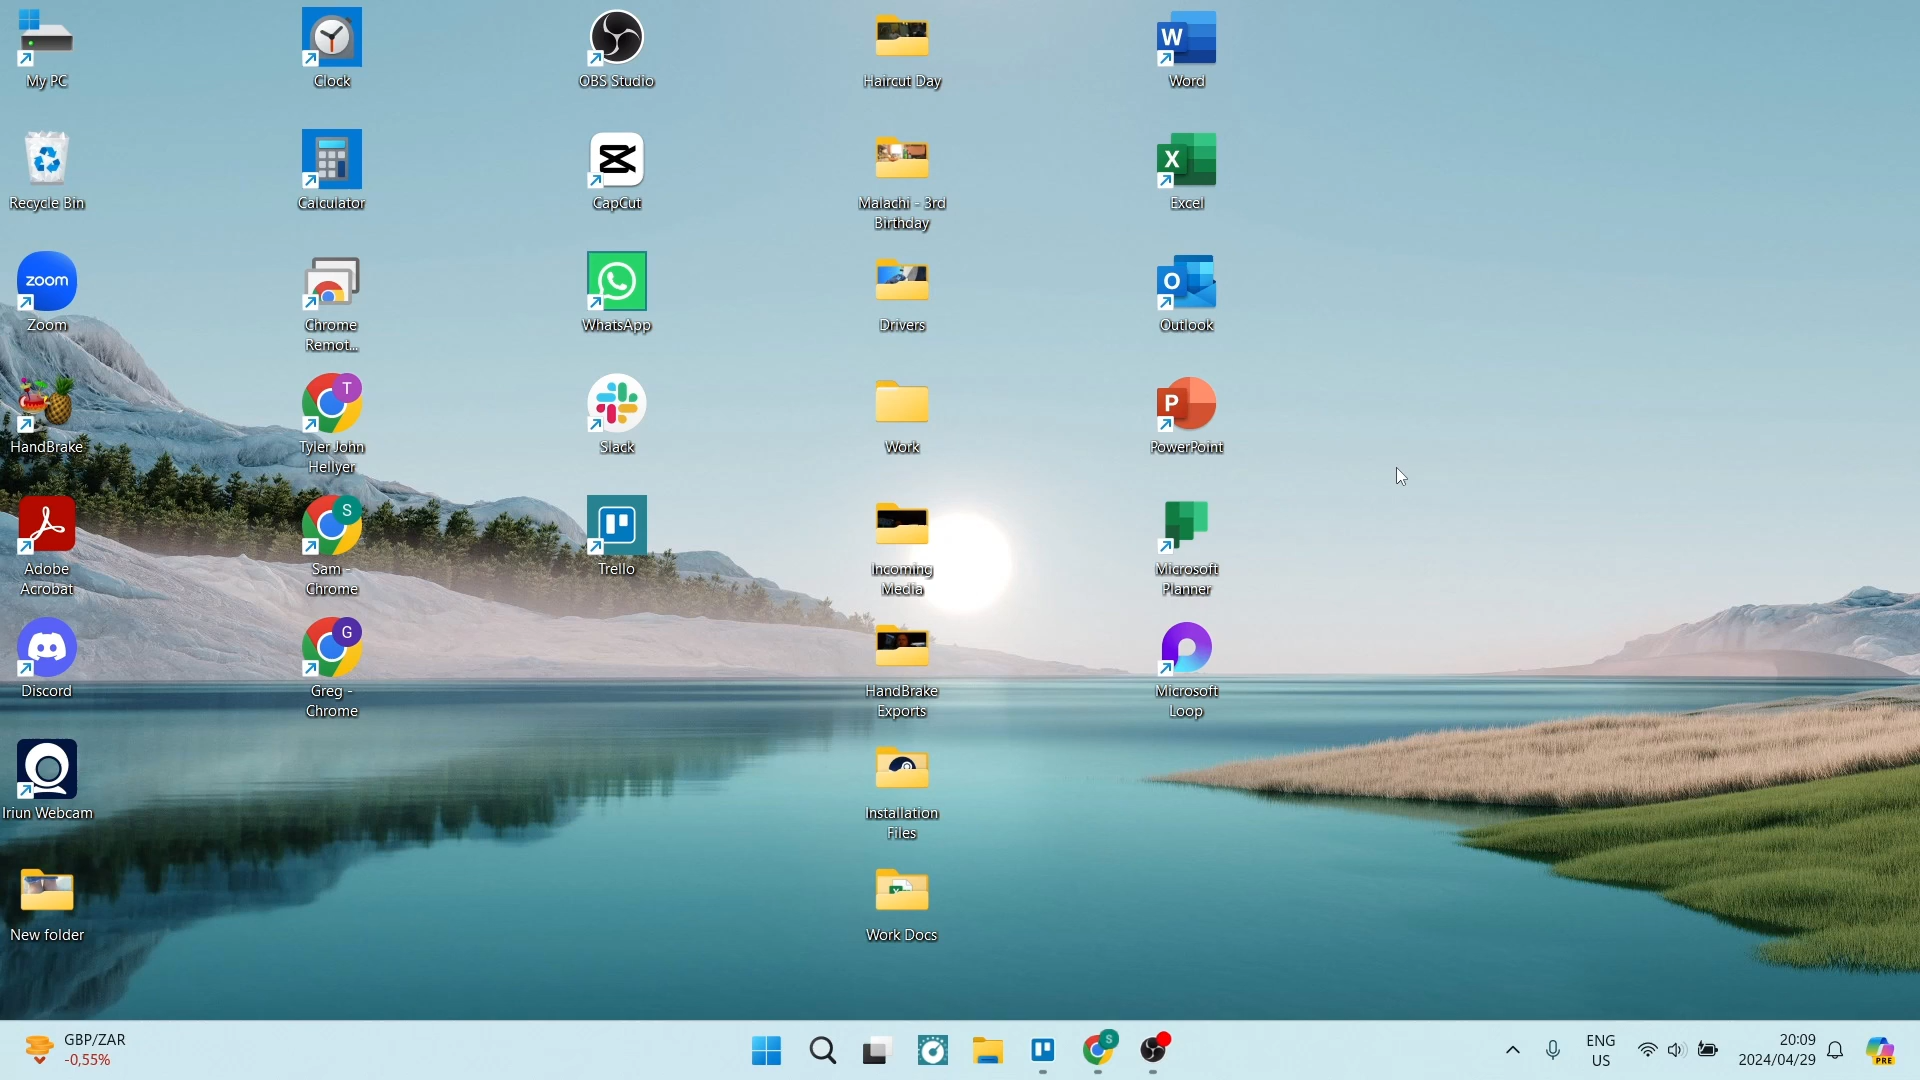 My PC
Recycle Bin
zoom
Zoom
HandBrake
Adobe
Acrobat
Discord
Iriun Webcam
New folder
Clock
Calculator
Chrome
Remot...
T
Tyler John
Hellyer
S
Sam -
Chrome
G
Greg -
Chrome
OBS Studio
CapCut
WhatsApp
Slack
Trello
Haircut Day
Malachi - 3rd
Birthday
Drivers
Work
Incoming
Media
HandBrake
Exports
Installation
Files
Work Docs
W
Word
X
Excel
O
Outlook
P
PowerPoint
Microsoft
Planner
Microsoft
Loop
GBP/ZAR
-0,55%
S
ENG
US
20:09
2024/04/29
PRE